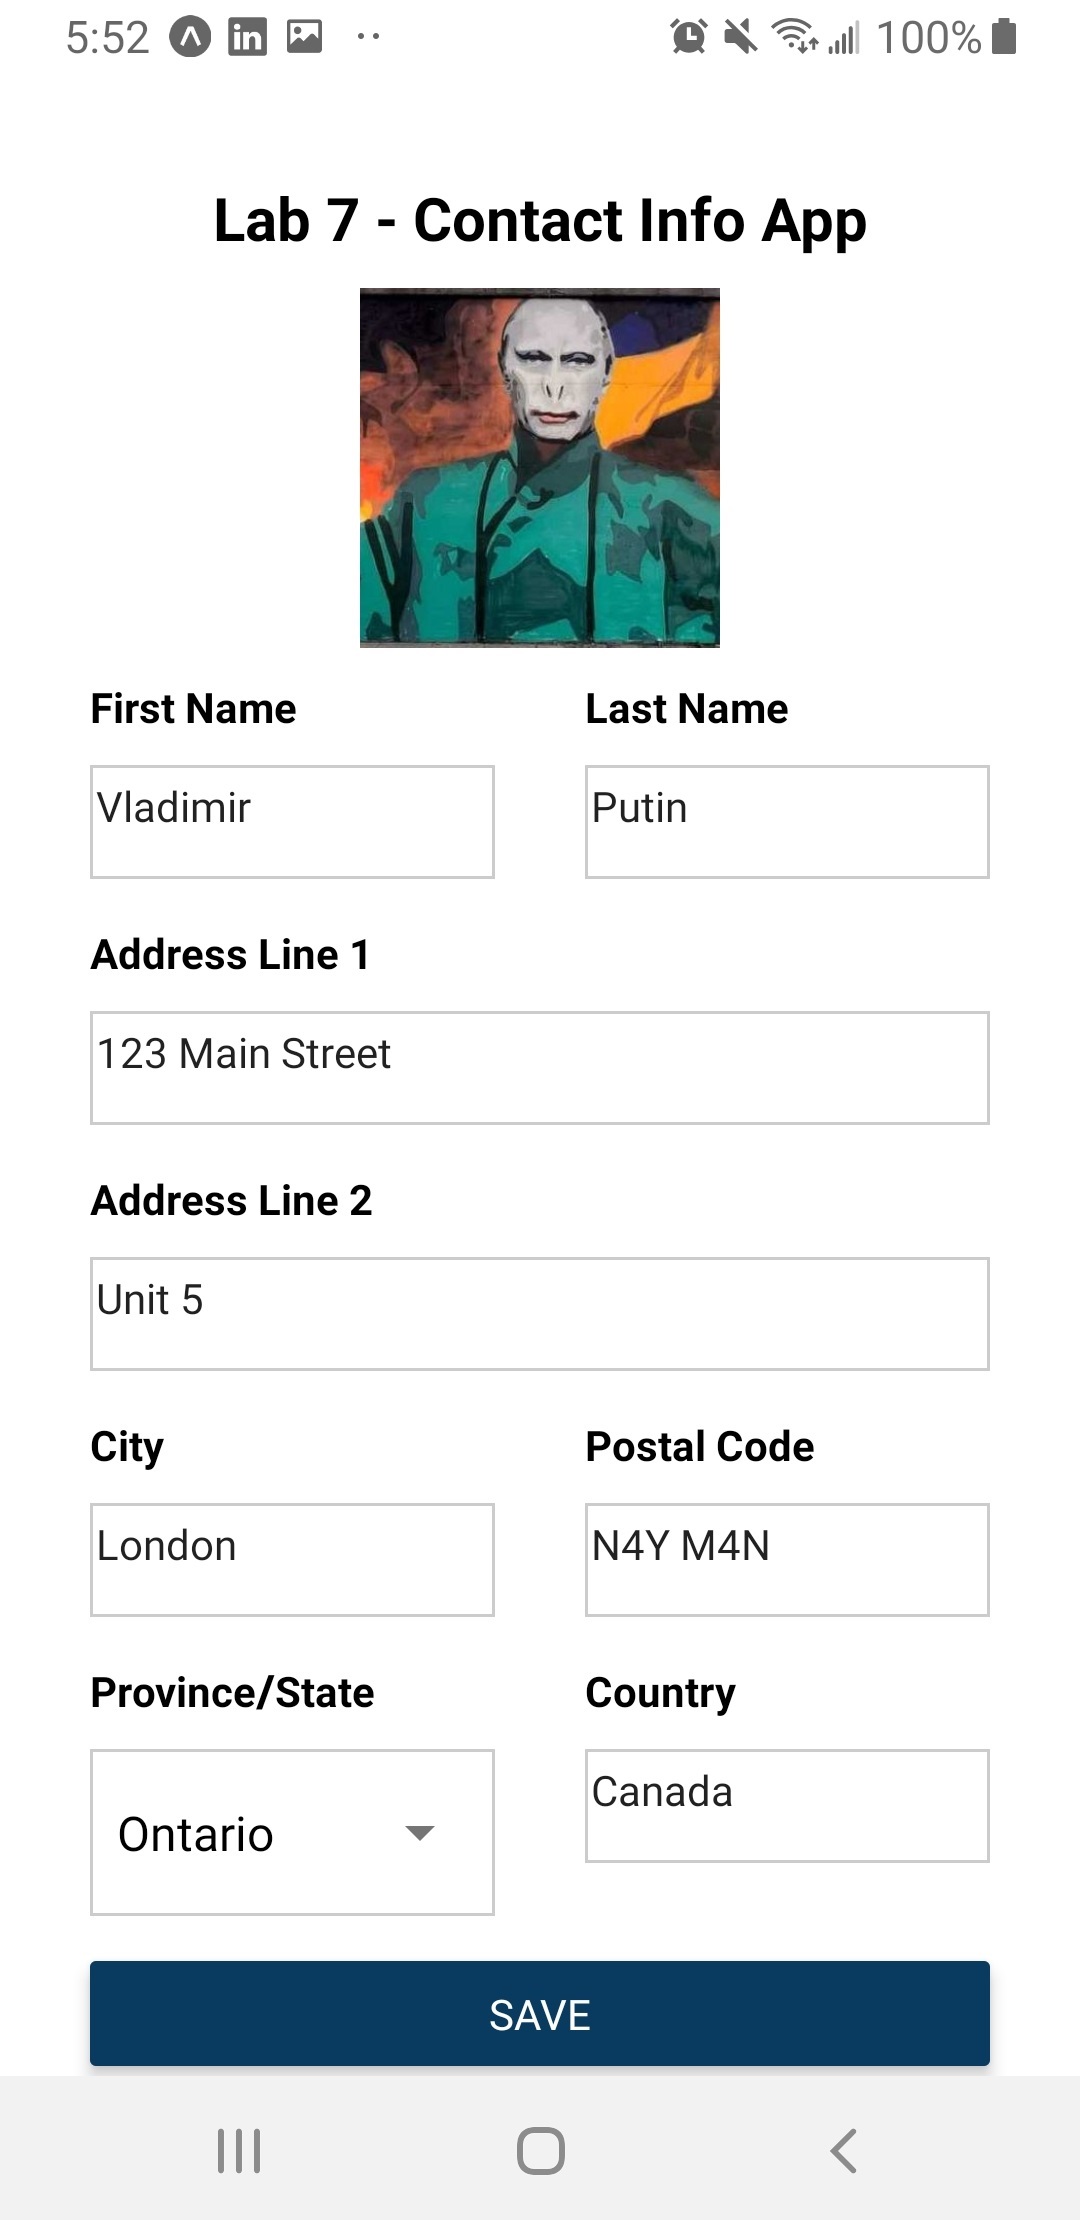 5:52 in 100%
Lab 7 - Contact Info App
First Name Last Name
Vladimir Putin
Address Line 1
123 Main Street
Address Line 2
Unit 5
City Postal Code
London N4Y M4N
Province/State Country
Ontario Canada
SAVE